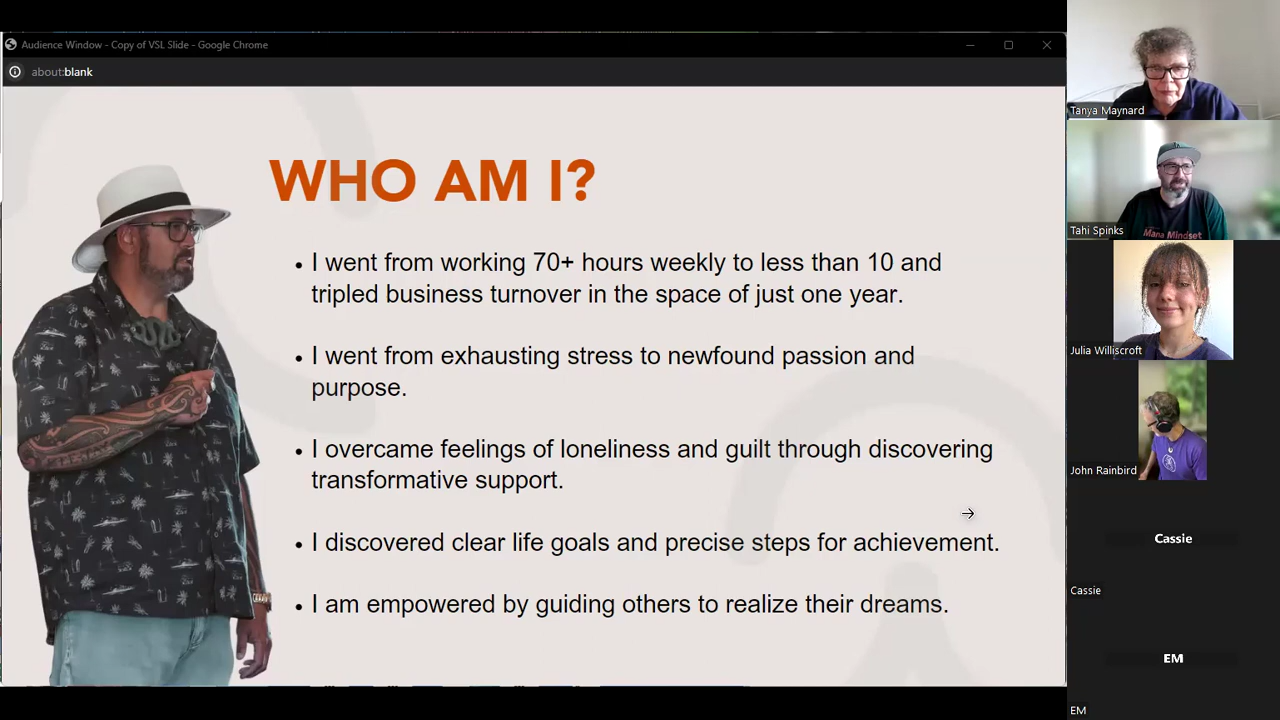 Audience Window - Copy of VSL Slide - Google Chrome
about:blank
WHO AM I?
• I went from working 70+ hours weekly to less than 10 and
tripled business turnover in the space of just one year.
• I went from exhausting stress to newfound passion and
purpose.
• I overcame feelings of loneliness and guilt through discovering
transformative support.
• I discovered clear life goals and precise steps for achievement.
• I am empowered by guiding others to realize their dreams.
Tanya Maynard
Mana Mindset
Tahi Spinks
Julia Williscroft
John Rainbird
Cassie
Cassie
EM
EM